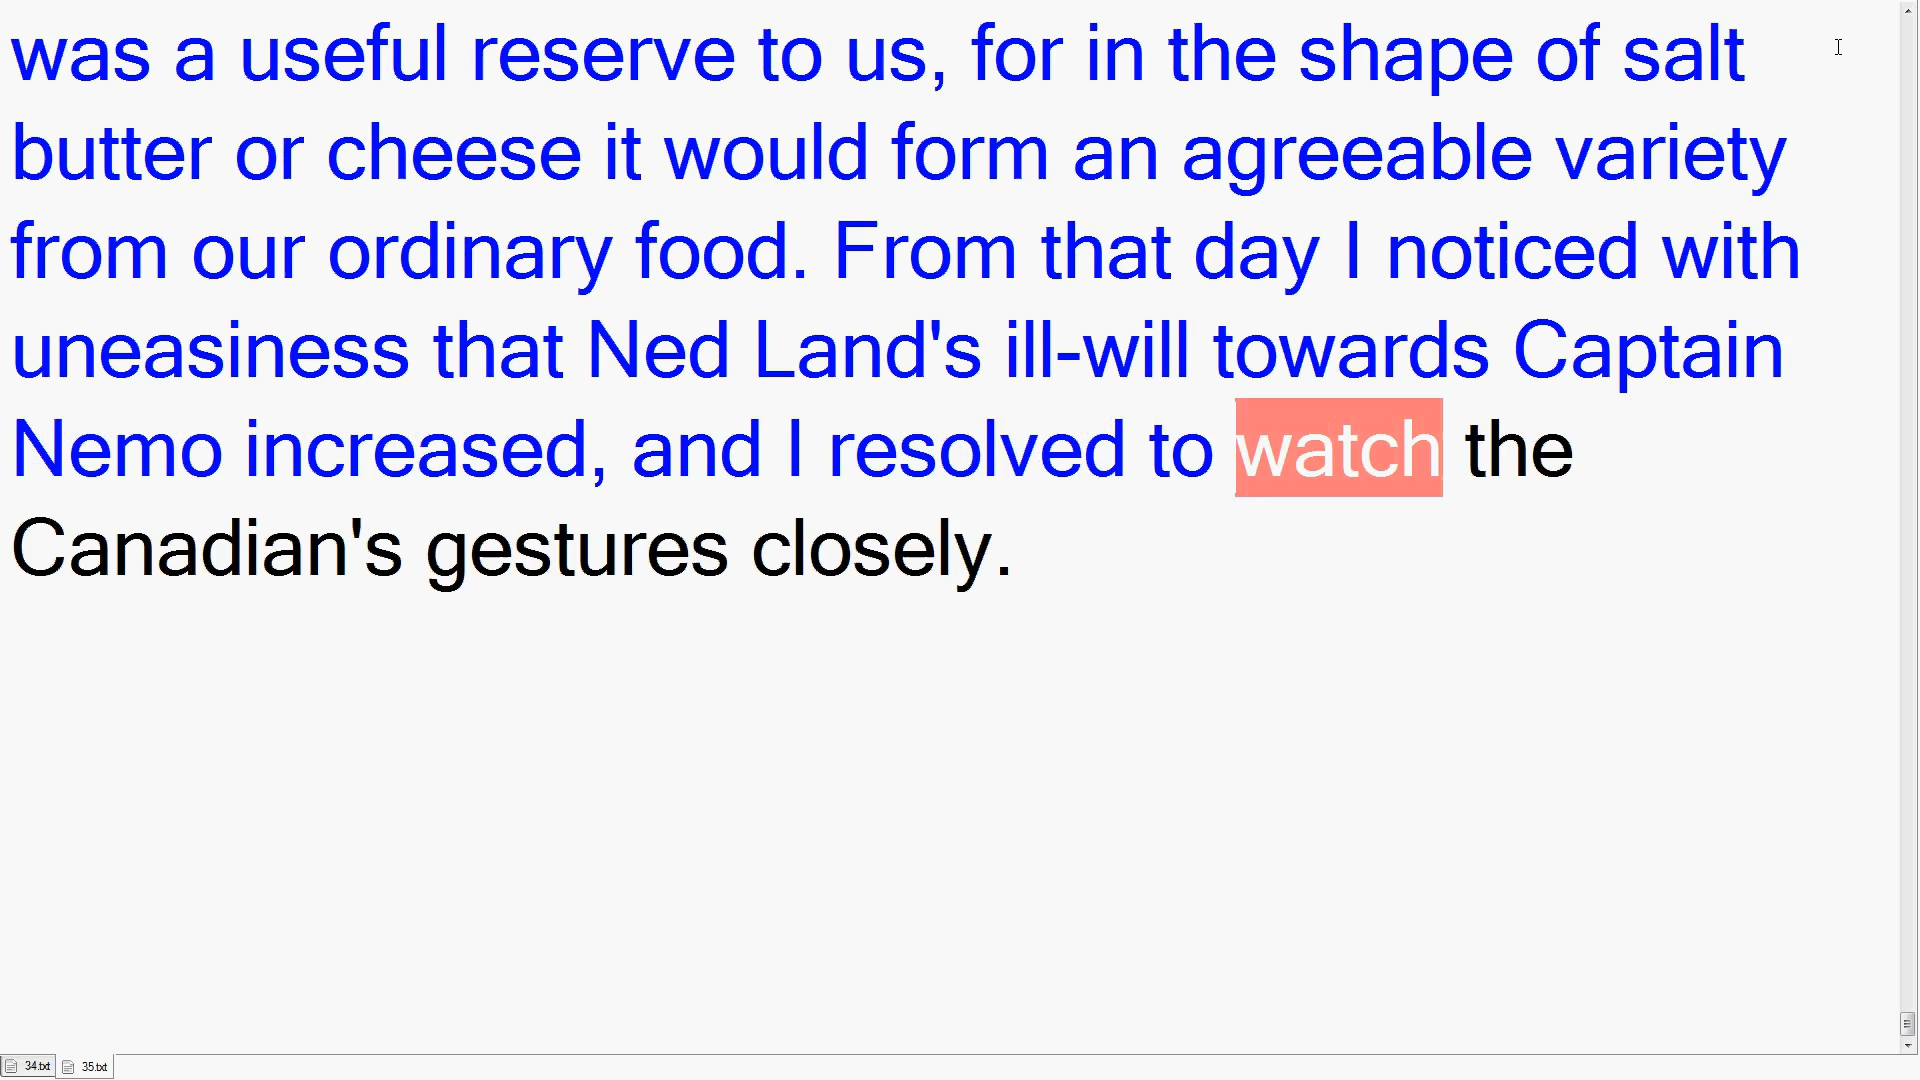 was a useful reserve to us, for in the shape of salt
butter or cheese it would form an agreeable variety
from our ordinary food. From that day I noticed with
uneasiness that Ned Land's ill-will towards Captain
Nemo increased, and I resolved to watch the
Canadian's gestures closely.
34.txt 35.txt